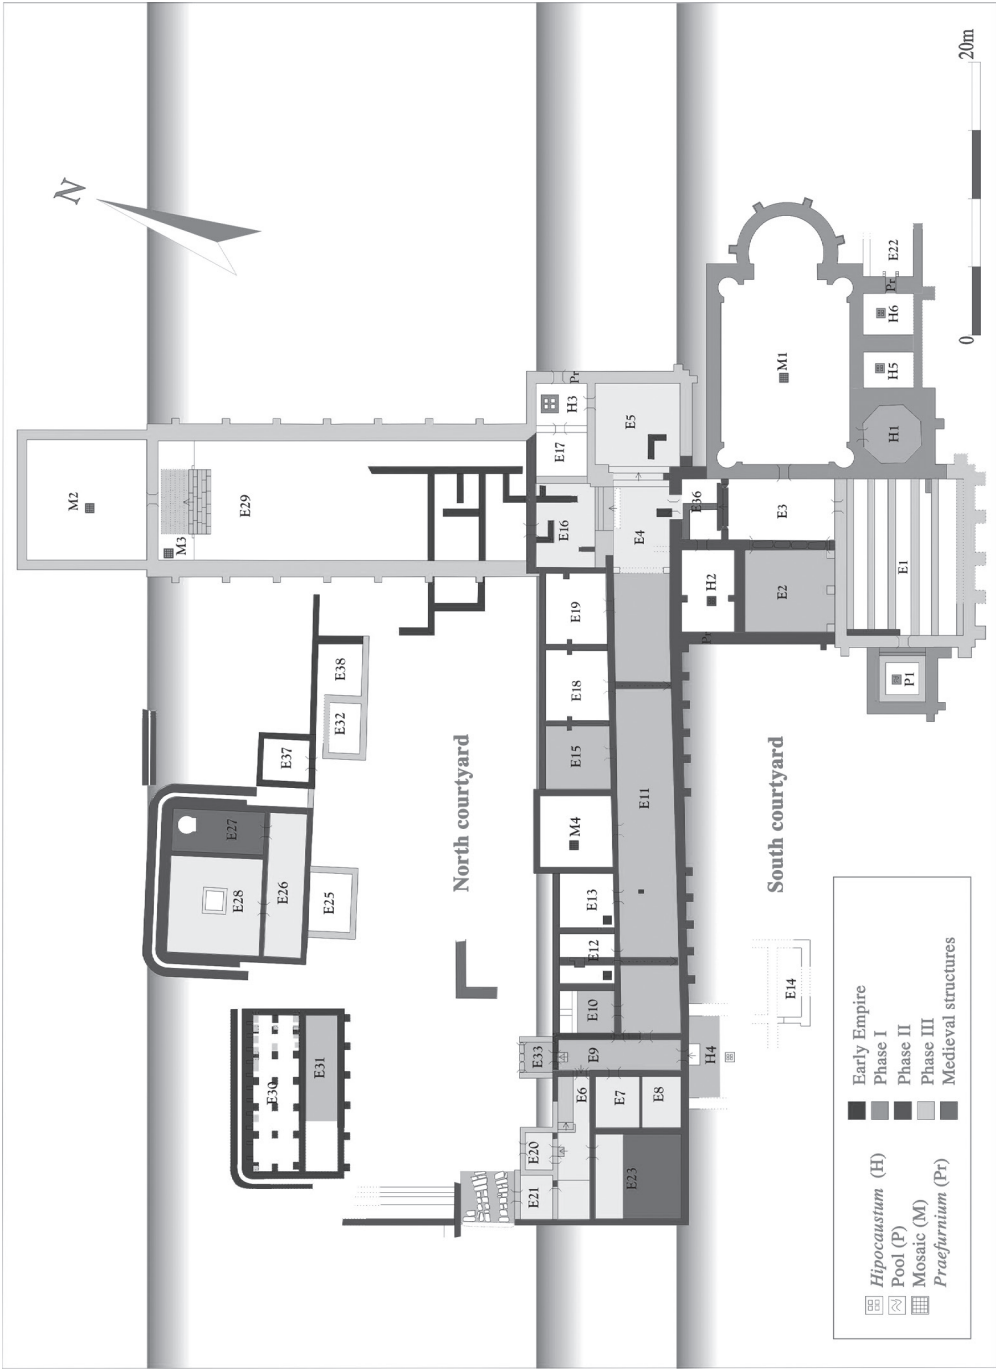 N
M2
M3
E29
E38
E32
E37
E27
E28
E26
E25
E30
E31
North courtyard
Pr
H3
E17
E5
E16
E4
E36
E19
E18
E15
E11
M4
E13
E12
E10
E33
E9
E6
E7
E8
E20
E21
E23
H4
H2
Pr
E2
E3
E1
P1
M1
H1
H5
H6
Pr
E22
South courtyard
E14
0
20m
Early Empire
Phase I
Phase II
Phase III
Medieval structures
Hipocaustum (H)
Pool (P)
Mosaic (M)
Praefurnium (Pr)